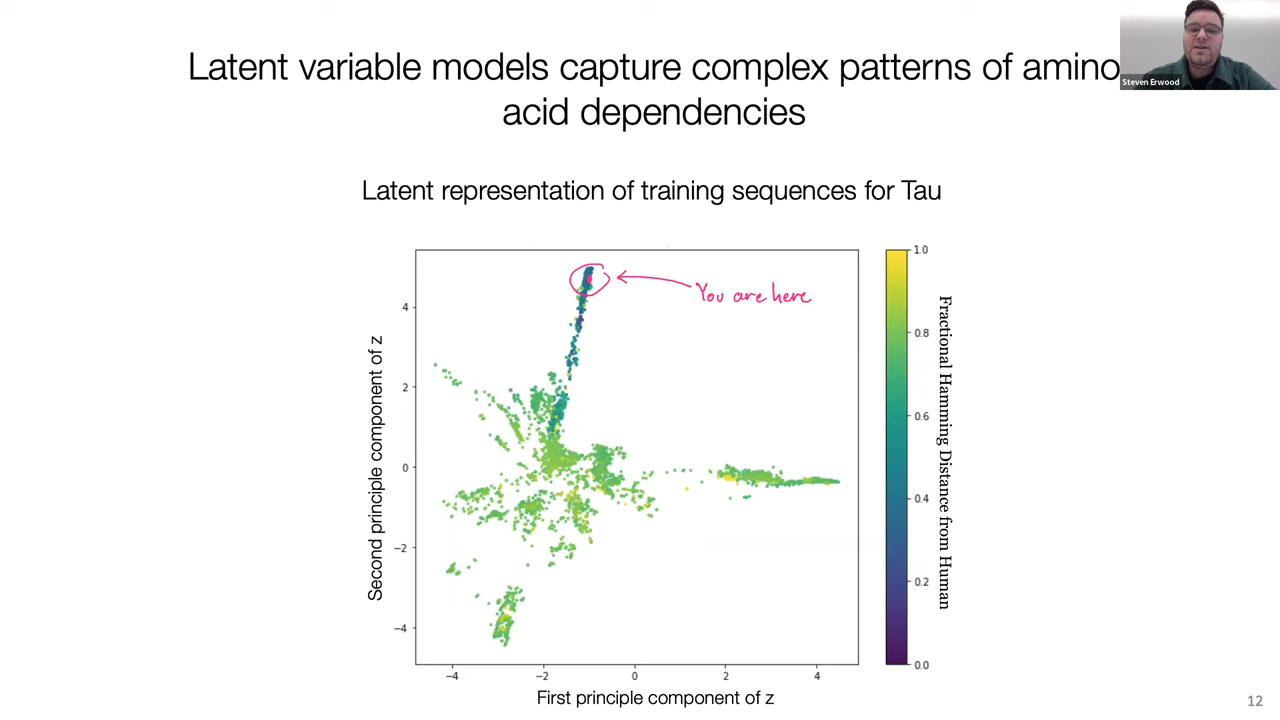 Steven Erwood
Latent variable models capture complex patterns of amino
acid dependencies
Latent representation of training sequences for Tau
You are here
Second principle component of z
4
2
0
−2
−4
−4
−2
0
2
4
First principle component of z
1.0
0.8
0.6
0.4
0.2
0.0
Fractional Hamming Distance from Human
12